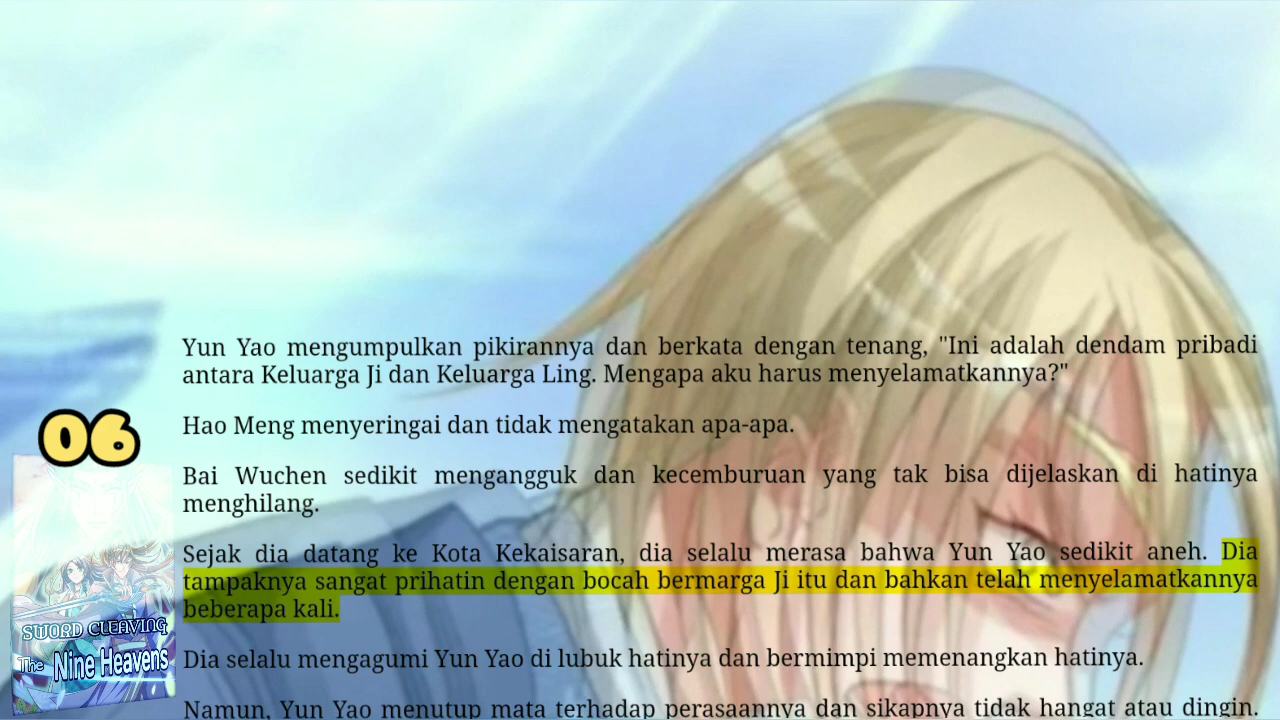 Yun Yao mengumpulkan pikirannya dan berkata dengan tenang, "Ini adalah dendam pribadi
antara Keluarga Ji dan Keluarga Ling. Mengapa aku harus menyelamatkannya?"
Hao Meng menyeringai dan tidak mengatakan apa-apa.
Bai Wuchen sedikit mengangguk dan kecemburuan yang tak bisa dijelaskan di hatinya
menghilang.
Sejak dia datang ke Kota Kekaisaran, dia selalu merasa bahwa Yun Yao sedikit aneh. Dia
tampaknya sangat prihatin dengan bocah bermarga Ji itu dan bahkan telah menyelamatkannya
beberapa kali.
Dia selalu mengagumi Yun Yao di lubuk hatinya dan bermimpi memenangkan hatinya.
Namun, Yun Yao menutup mata terhadap perasaannya dan sikapnya tidak hangat atau dingin.
06
SWORD CLEAVING
The Nine Heavens